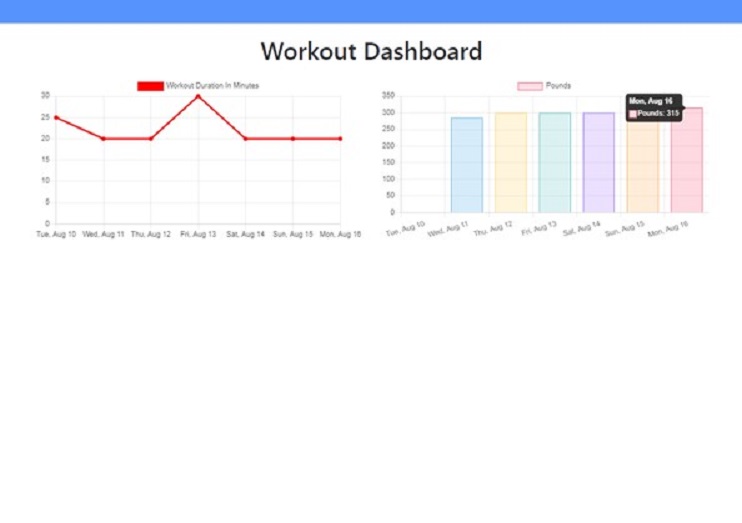 Workout Dashboard
Workout Duration In Minutes
30
25
20
15
10
5
0
Tue, Aug 10 Wed, Aug 11 Thu, Aug 12 Fri, Aug 13 Sat, Aug 14 Sun, Aug 15 Mon, Aug 16
Pounds
350
300
250
200
150
100
50
0
Mon, Aug 16
Pounds: 315
Tue, Aug 10 Wed, Aug 11 Thu, Aug 12 Fri, Aug 13 Sat, Aug 14 Sun, Aug 15 Mon, Aug 16